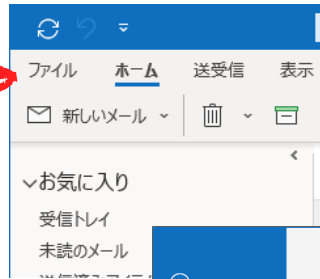 ファイル ホーム 送受信 表示
新しいメール
お気に入り
受信トレイ
未読のメール